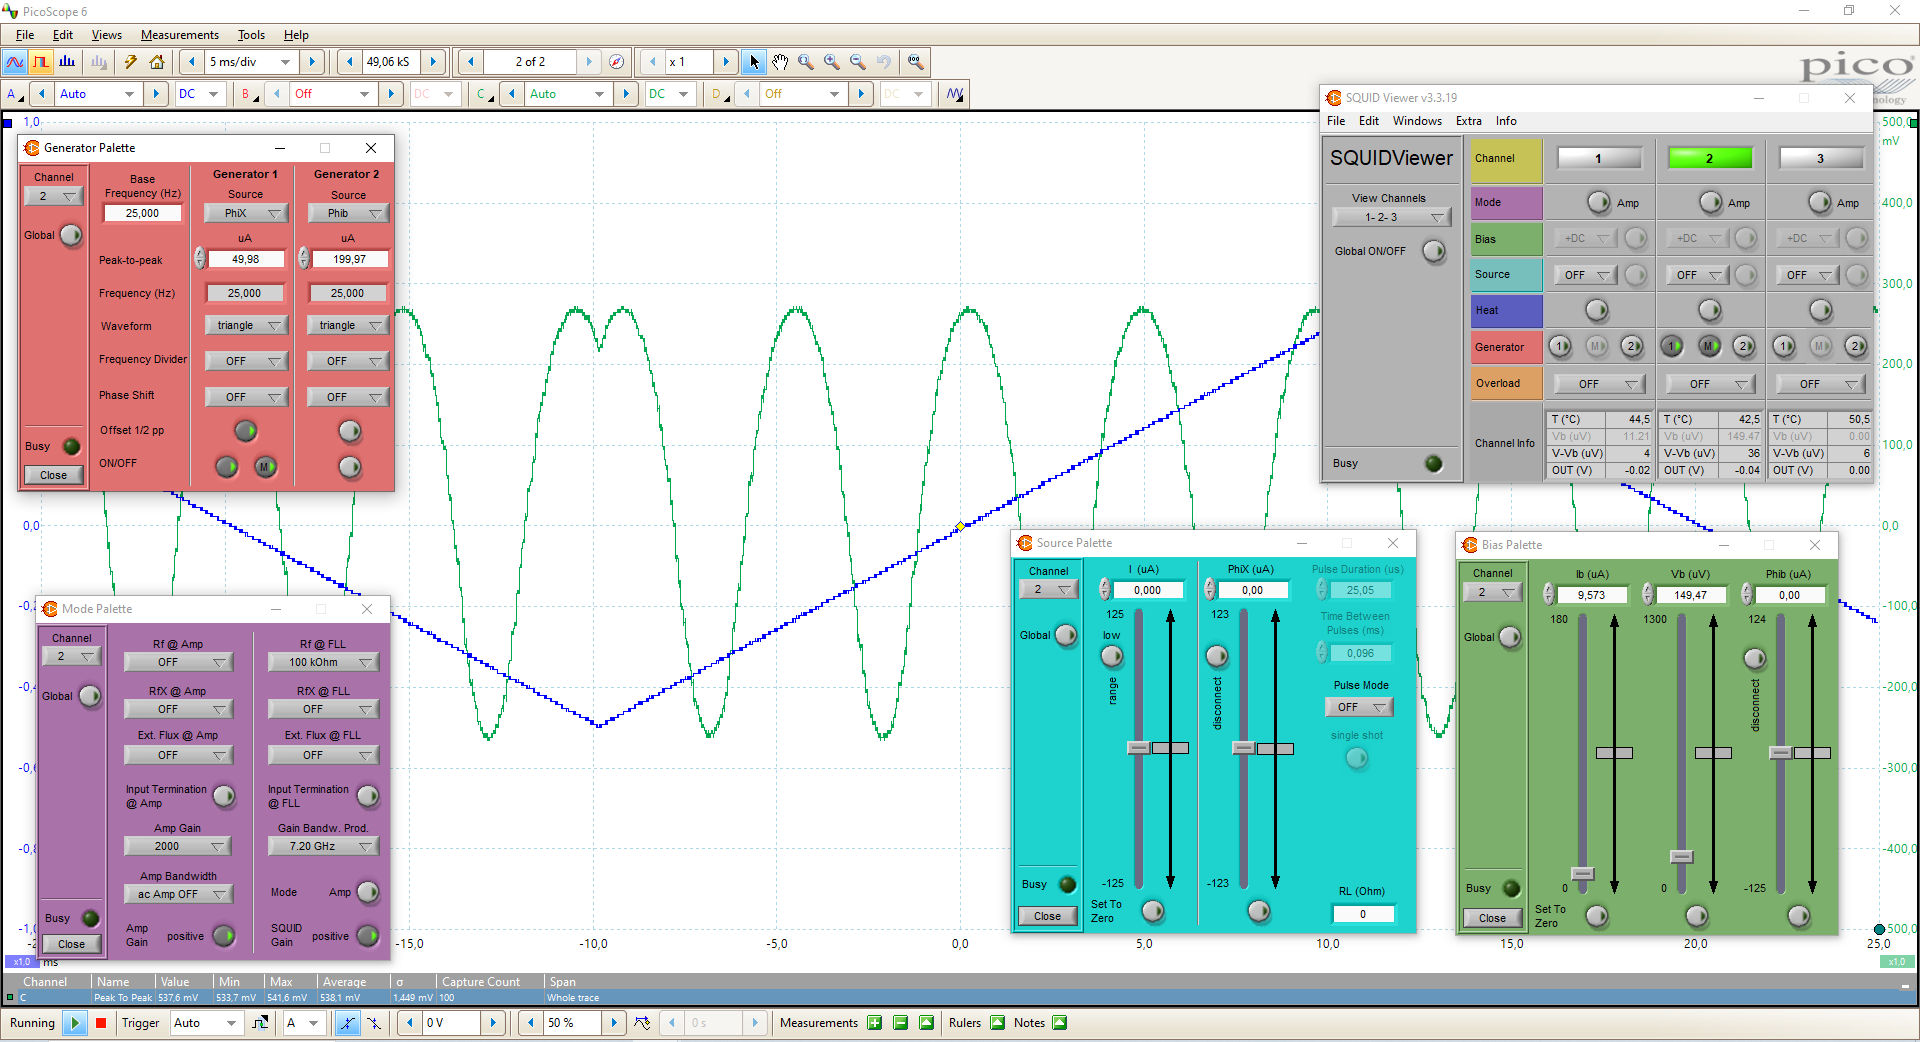 PicoScope 6
File Edit Views Measurements Tools Help
5 ms/div 49,06 kS 2 of 2 x 1
pico
A Auto DC B Off DC C Auto DC D Off DC
1,0
500,0
mV
400,0
300,0
200,0
100,0
0,0
-100,0
-200,0
-300,0
-400,0
500,0
0,0
-0,2
-0,4
-0,6
-0,8
-1,0
-15,0 -10,0 -5,0 0,0 5,0 10,0 15,0 20,0 25,0
x1,0 ms
x1,0
Generator Palette
Channel
2
Global
Busy
Close
Base
Frequency (Hz)
25,000
Generator 1 Generator 2
Source Source
PhiX Phib
uA uA
Peak-to-peak 49,98 199,97
Frequency (Hz) 25,000 25,000
Waveform triangle triangle
Frequency Divider OFF OFF
Phase Shift OFF OFF
Offset 1/2 pp
ON/OFF M
SQUID Viewer v3.3.19
File Edit Windows Extra Info
SQUIDViewer
View Channels
1- 2- 3
Global ON/OFF
Busy
Channel 1 2 3
Mode Amp Amp Amp
Bias +DC +DC +DC
Source OFF OFF OFF
Heat
Generator 1 M 2 1 M 2 1 M 2
Overload OFF OFF OFF
Channel Info
T (°C) 44,5 T (°C) 42,5 T (°C) 50,5
Vb (uV) 11.21 Vb (uV) 149.47 Vb (uV) 0.00
V-Vb (uV) 4 V-Vb (uV) 36 V-Vb (uV) 6
OUT (V) -0.02 OUT (V) -0.04 OUT (V) 0.00
Mode Palette
Channel
2
Global
Busy
Close
Rf @ Amp Rf @ FLL
OFF 100 kOhm
RfX @ Amp RfX @ FLL
OFF OFF
Ext. Flux @ Amp Ext. Flux @ FLL
OFF OFF
Input Termination Input Termination
@ Amp @ FLL
Amp Gain Gain Bandw. Prod.
2000 7.20 GHz
Amp Bandwidth
ac Amp OFF
Mode Amp
Amp
Gain positive
SQUID
Gain positive
Source Palette
Channel
2
Global
Busy
Close
I (uA) PhiX (uA) Pulse Duration (us)
0,000 0,00 25,05
125 123
low
range
disconnect
Time Between
Pulses (ms)
0,096
Pulse Mode
OFF
single shot
-125 -123
Set To
Zero
RL (Ohm)
0
Bias Palette
Channel
2
Global
Busy
Close
Ib (uA) Vb (uV) Phib (uA)
9,573 149,47 0,00
180 1300 124
disconnect
0 0 -125
Set To
Zero
Channel Name Value Min Max Average σ Capture Count Span
C Peak To Peak 537,6 mV 533,7 mV 541,6 mV 538,1 mV 1,449 mV 100 Whole trace
Running Trigger Auto A 0 V 50 % 0 s Measurements Rulers Notes